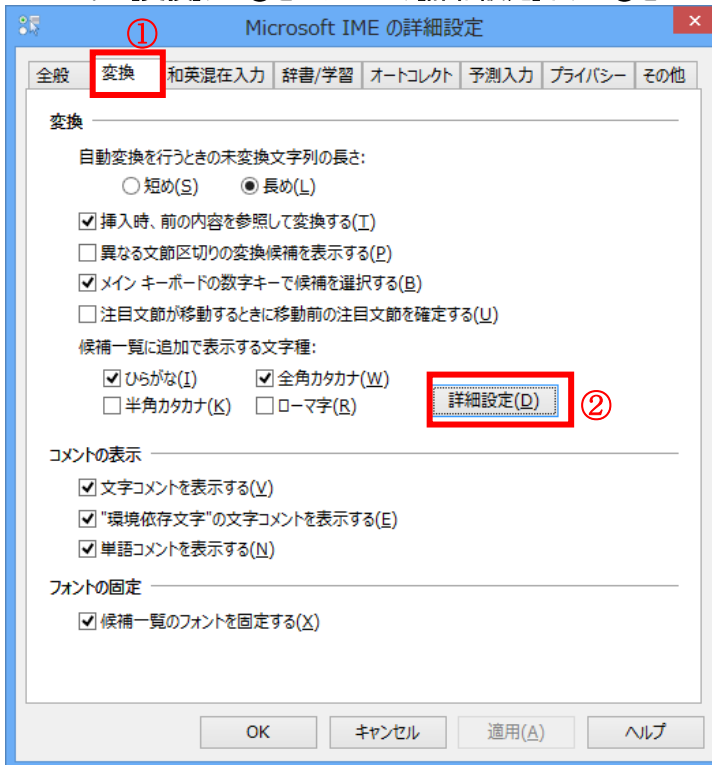 ①
Microsoft IME の詳細設定
全般 変換 和英混在入力 辞書/学習 オートコレクト 予測入力 プライバシー その他
変換
自動変換を行うときの未変換文字列の長さ:
短め(S) 長め(L)
挿入時、前の内容を参照して変換する(T)
異なる文節区切りの変換候補を表示する(P)
メイン キーボードの数字キーで候補を選択する(B)
注目文節が移動するときに移動前の注目文節を確定する(U)
候補一覧に追加で表示する文字種:
ひらがな(I) 全角カタカナ(W)
半角カタカナ(K) ローマ字(R) 詳細設定(D) ②
コメントの表示
文字コメントを表示する(V)
"環境依存文字"の文字コメントを表示する(E)
単語コメントを表示する(N)
フォントの固定
候補一覧のフォントを固定する(X)
OK キャンセル 適用(A) ヘルプ